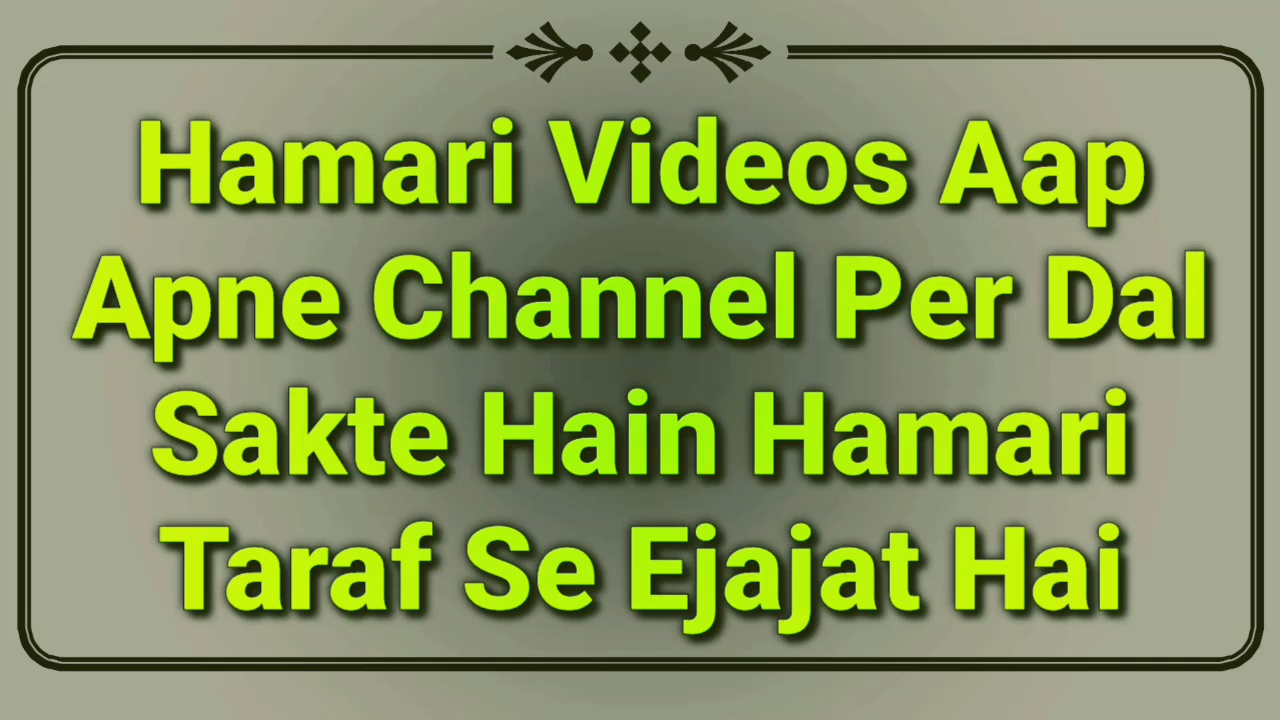 Hamari Videos Aap
Apne Channel Per Dal
Sakte Hain Hamari
Taraf Se Ejajat Hai